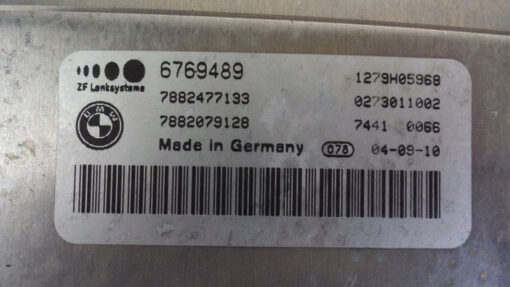 6769489
1279H05968
ZF Lenksysteme
7882477133
0273011002
BMW
7882079128
7441 0066
Made in Germany
078
04-09-10